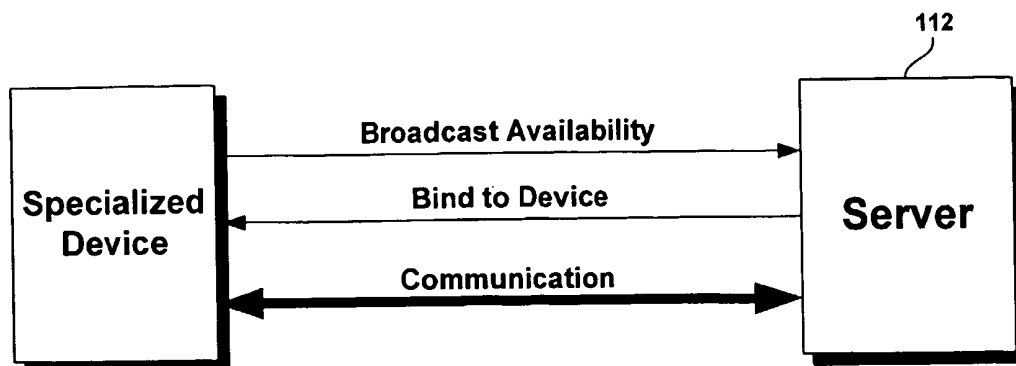 112
Broadcast Availability
Specialized
Device
Bind to Device
Server
Communication